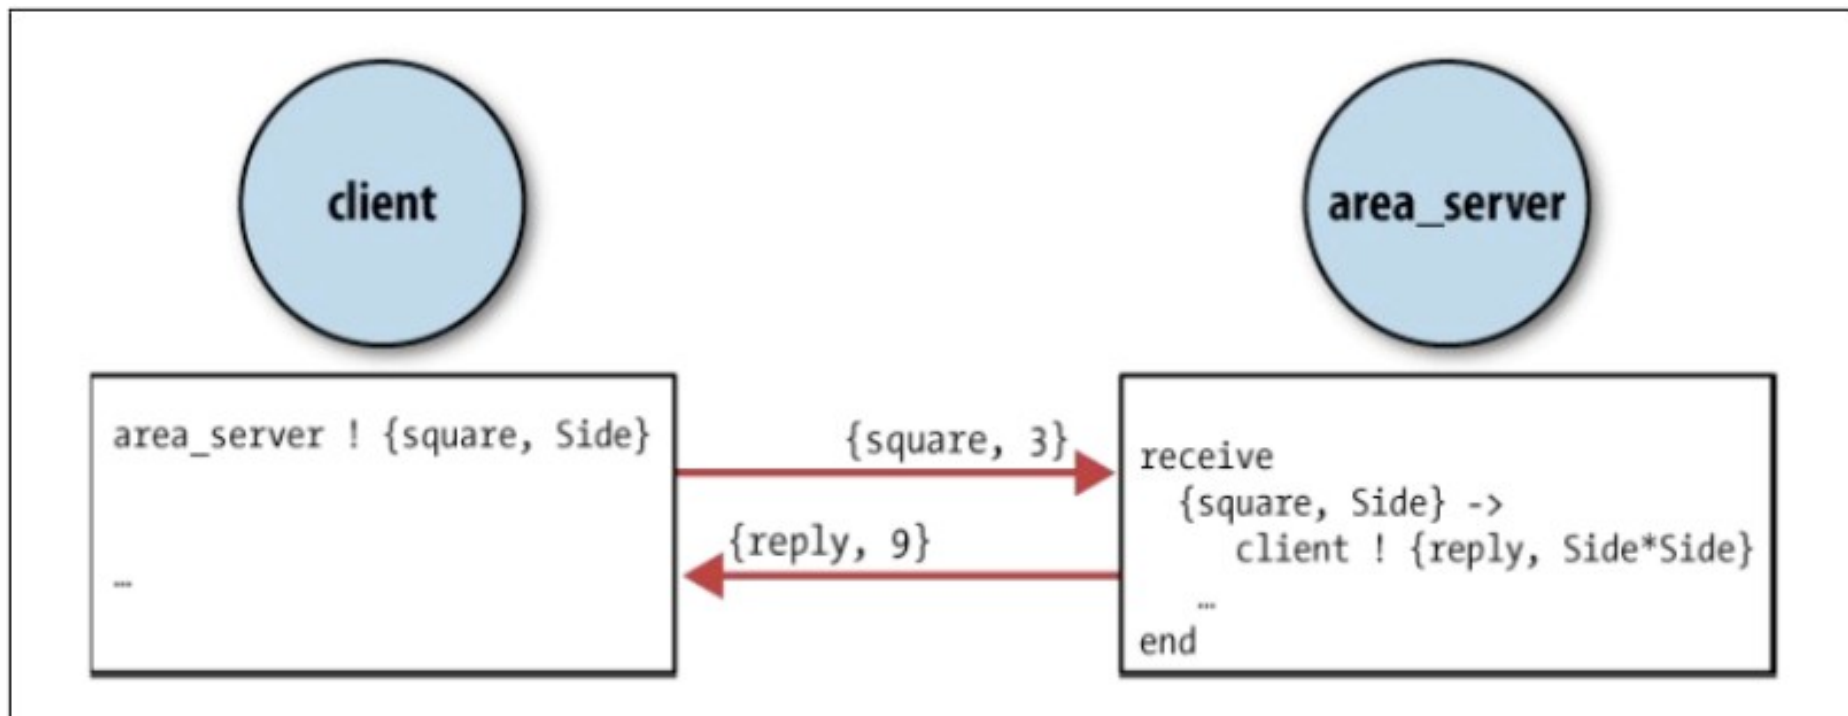 client
area_server
area_server ! {square, Side}
…
{square, 3}
{reply, 9}
receive
{square, Side} ->
client ! {reply, Side*Side}
…
end